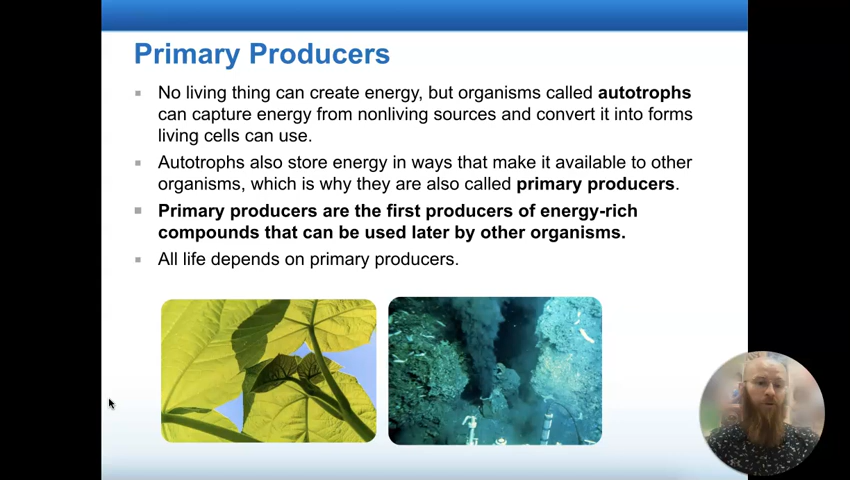 Primary Producers
No living thing can create energy, but organisms called autotrophs
can capture energy from nonliving sources and convert it into forms
living cells can use.
Autotrophs also store energy in ways that make it available to other
organisms, which is why they are also called primary producers.
Primary producers are the first producers of energy-rich
compounds that can be used later by other organisms.
All life depends on primary producers.